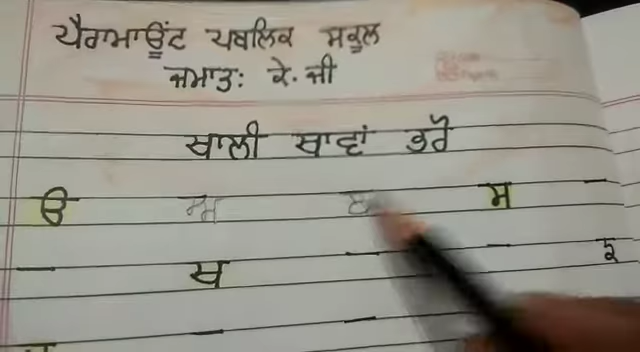 ਪੈਰਾਮਾਊਂਟ ਪਬਲਿਕ ਸਕੂਲ
ਜਮਾਤ: ਕੇ.ਜੀ
ਖਾਲੀ ਥਾਵਾਂ ਭਰੋ
ੳ ਅ ੲ ਸ
ਖ ਙ